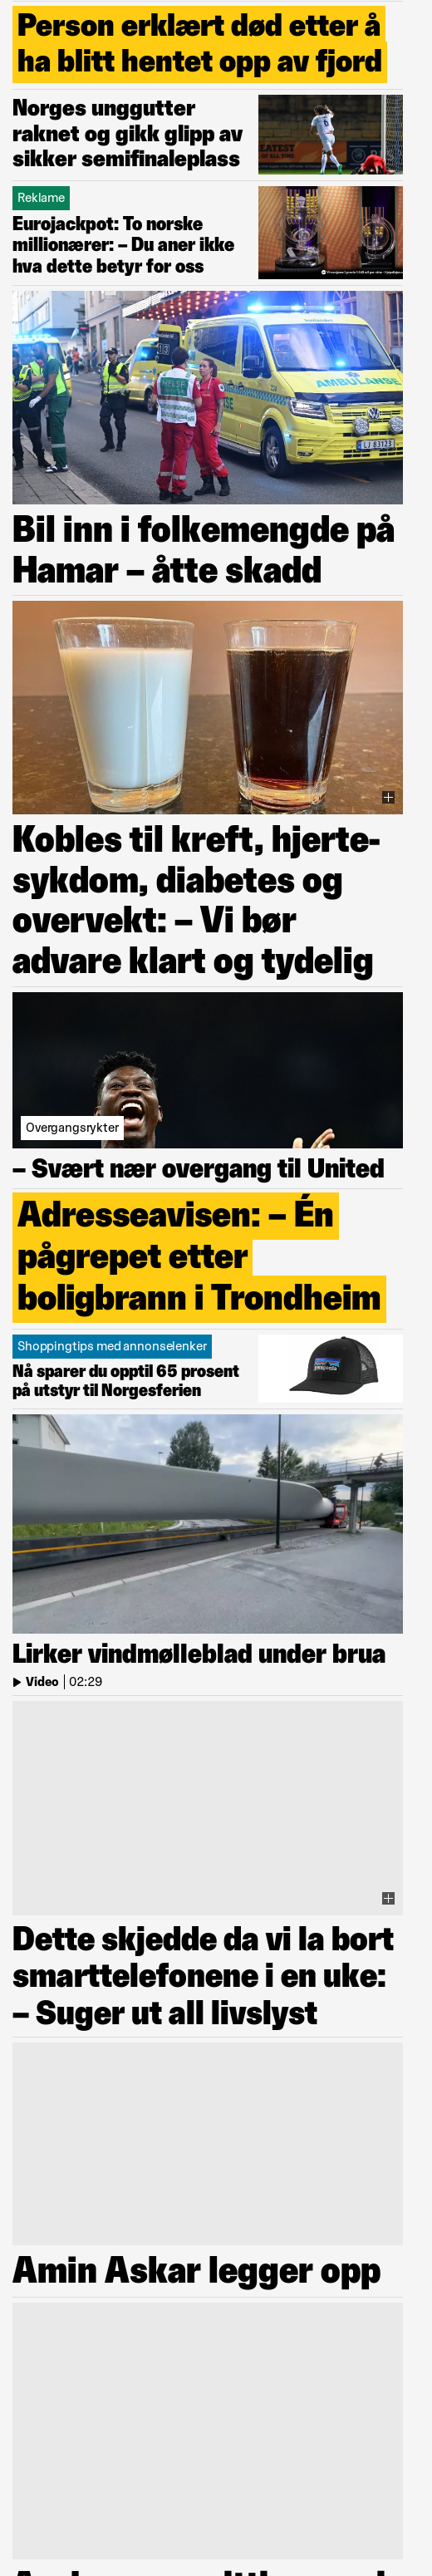 Person erklært død etter å
ha blitt hentet opp av fjord
Norges unggutter
raknet og gikk glipp av
sikker semifinaleplass
Reklame
Eurojackpot: To norske
millionærer: – Du aner ikke
hva dette betyr for oss
HELSE
AMBULANSE
LJ 83123
Bil inn i folkemengde på
Hamar – åtte skadd
Kobles til kreft, hjerte-
sykdom, diabetes og
overvekt: – Vi bør
advare klart og tydelig
Overgangsrykter
– Svært nær overgang til United
Adresseavisen: – Én
pågrepet etter
boligbrann i Trondheim
Shoppingtips med annonselenker
Nå sparer du opptil 65 prosent
på utstyr til Norgesferien
patagonia
Lirker vindmølleblad under brua
Video | 02:29
Dette skjedde da vi la bort
smarttelefonene i en uke:
– Suger ut all livslyst
Amin Askar legger opp